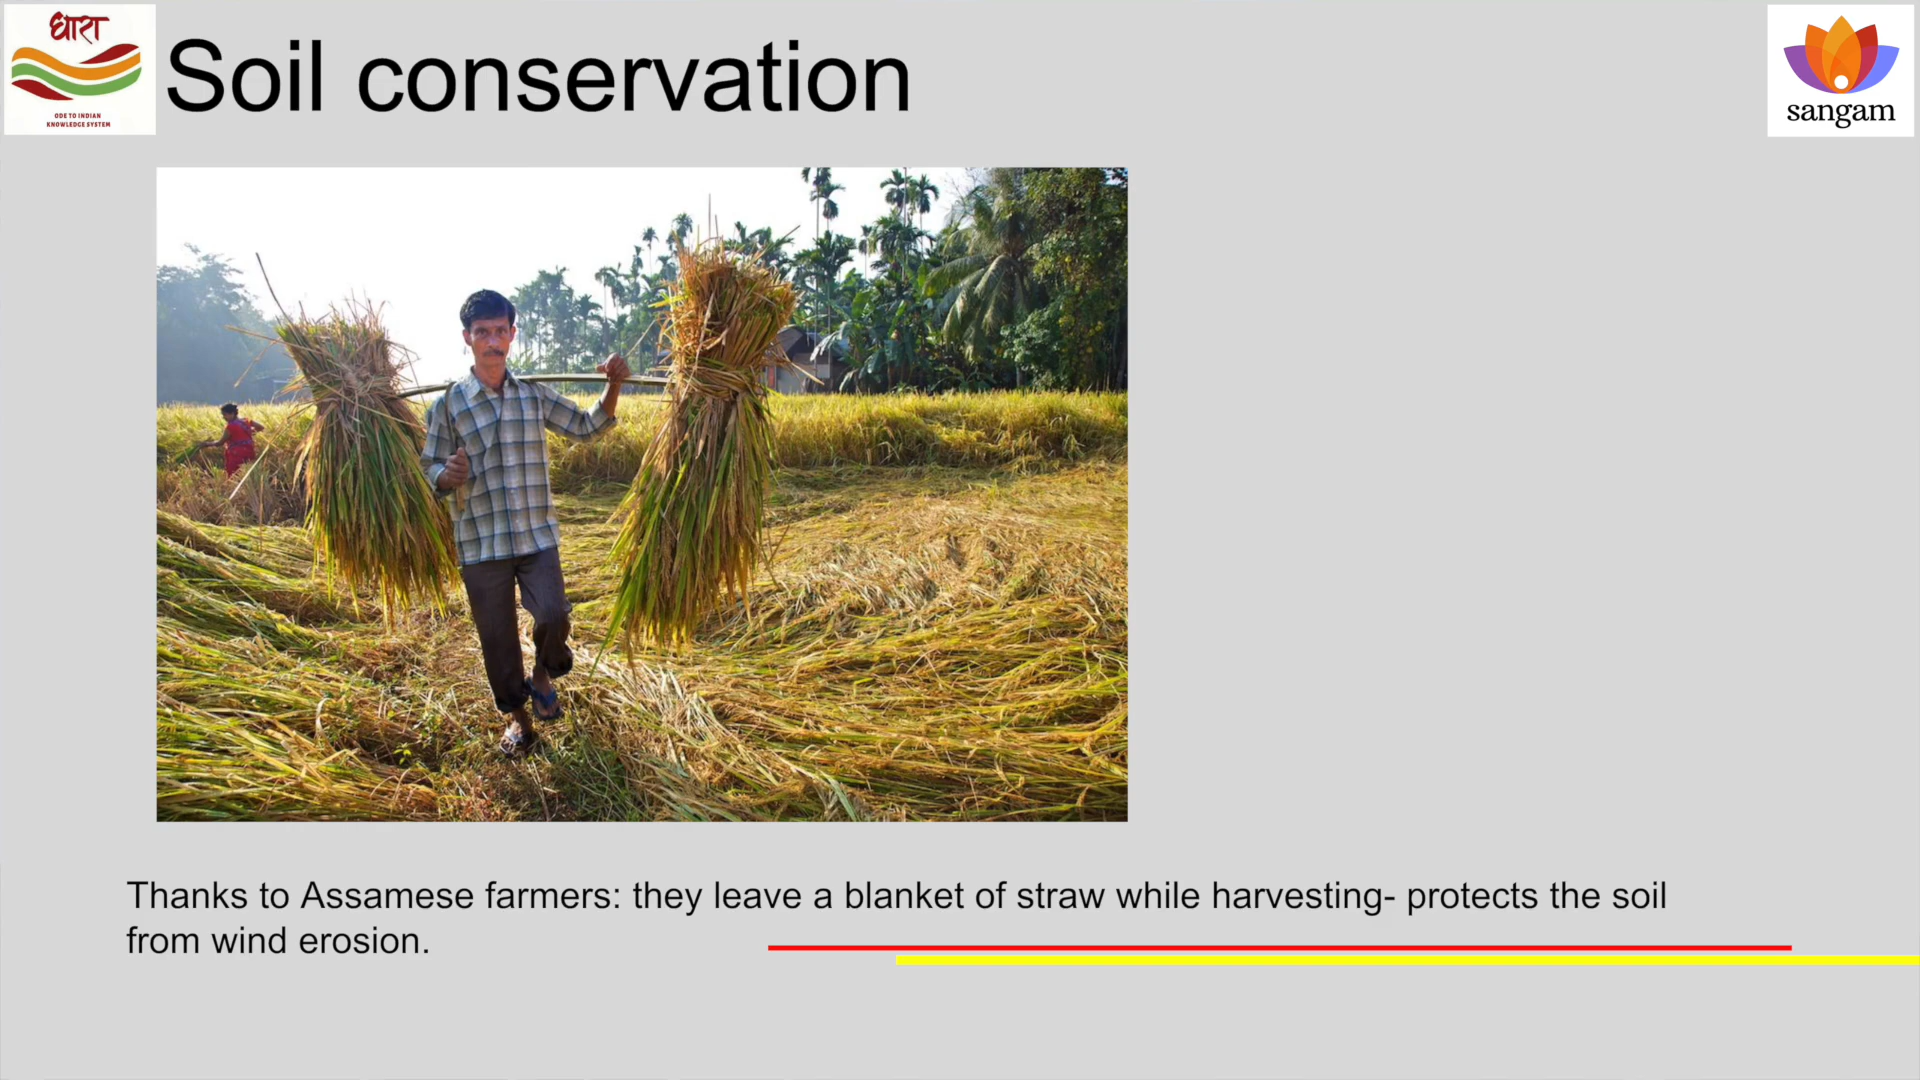 धारा
ODE TO INDIAN
KNOWLEDGE SYSTEM
Soil conservation
sangam
Thanks to Assamese farmers: they leave a blanket of straw while harvesting- protects the soil
from wind erosion.